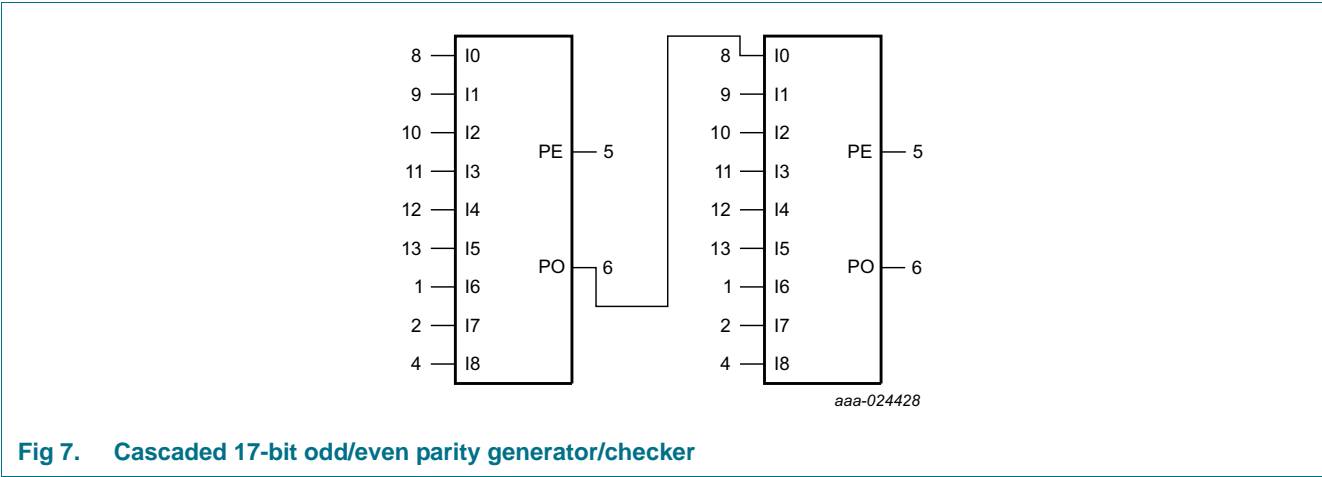 8 I0 8 I0
9 I1 9 I1
10 I2 10 I2
PE 5 PE 5
11 I3 11 I3
12 I4 12 I4
13 I5 13 I5
PO 6 PO 6
1 I6 1 I6
2 I7 2 I7
4 I8 4 I8
aaa-024428
Fig 7. Cascaded 17-bit odd/even parity generator/checker